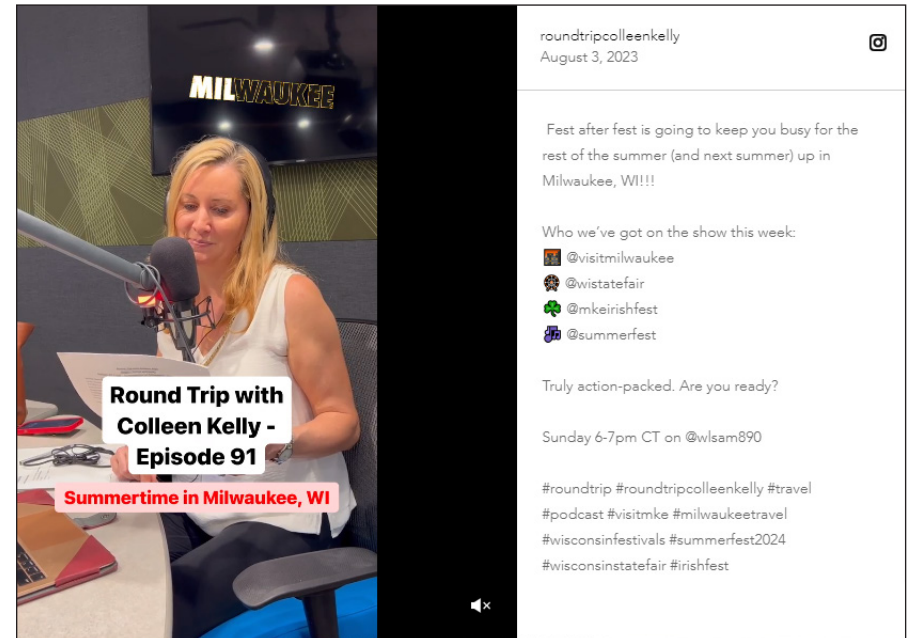 MILWAUKEE
Round Trip with
Colleen Kelly -
Episode 91
Summertime in Milwaukee, WI
roundtripcolleenkelly
August 3, 2023
Fest after fest is going to keep you busy for the
rest of the summer (and next summer) up in
Milwaukee, WI!!!
Who we've got on the show this week:
@visitmilwaukee
@wistatefair
@mkeirishfest
@summerfest
Truly action-packed. Are you ready?
Sunday 6-7pm CT on @wlsam890
#roundtrip #roundtripcolleenkelly #travel
#podcast #visitmke #milwaukeetravel
#wisconsinfestivals #summerfest2024
#wisconsinstatefair #irishfest